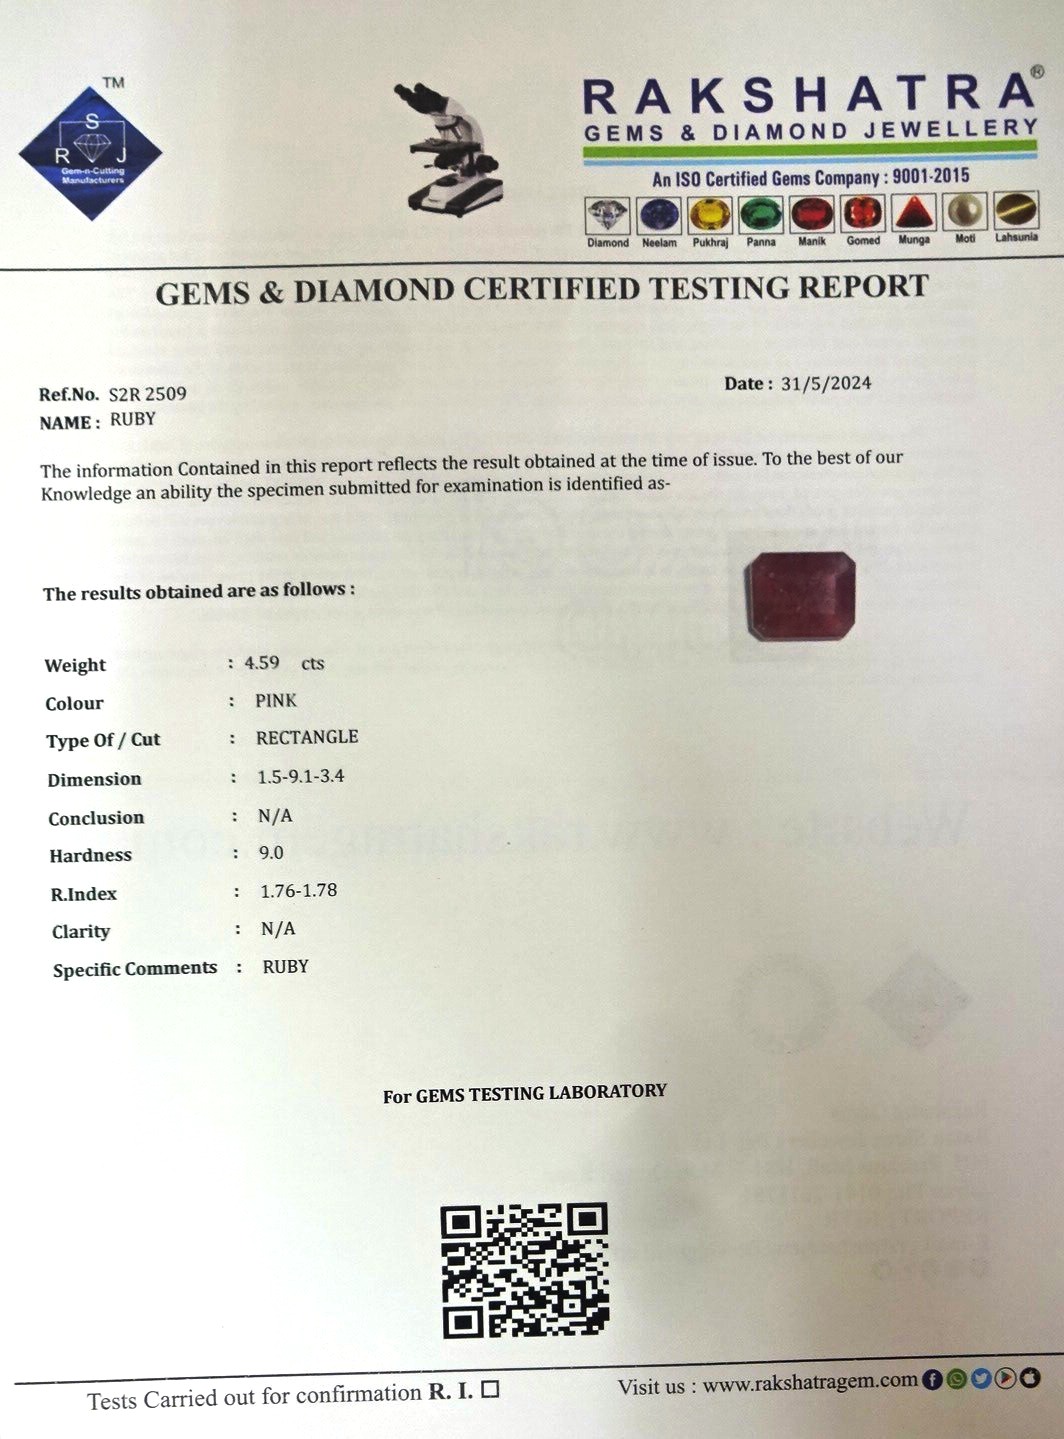 TM
S
R J
Gem-n-Cutting
Manufacturers
RAKSHATRA®
GEMS & DIAMOND JEWELLERY
An ISO Certified Gems Company : 9001-2015
Diamond Neelam Pukhraj Panna Manik Gomed Munga Moti Lahsunia
GEMS & DIAMOND CERTIFIED TESTING REPORT
Ref.No. S2R 2509
Date : 31/5/2024
NAME : RUBY
The information Contained in this report reflects the result obtained at the time of issue. To the best of our
Knowledge an ability the specimen submitted for examination is identified as-
The results obtained are as follows :
Weight : 4.59 cts
Colour : PINK
Type Of / Cut : RECTANGLE
Dimension : 1.5-9.1-3.4
Conclusion : N/A
Hardness : 9.0
R.Index : 1.76-1.78
Clarity : N/A
Specific Comments : RUBY
For GEMS TESTING LABORATORY
Tests Carried out for confirmation R. I. ☐
Visit us : www.rakshatragem.com